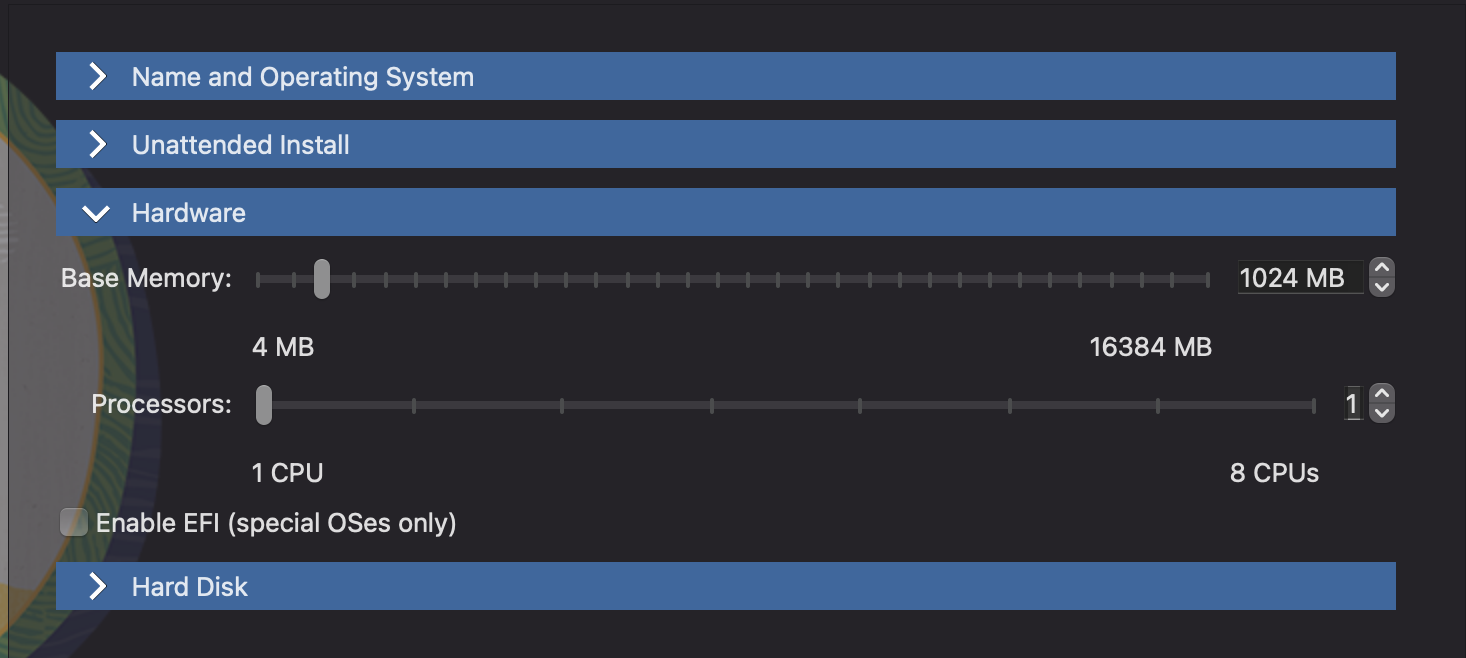 Name and Operating System
Unattended Install
Hardware
Base Memory: 1024 MB
4 MB 16384 MB
Processors: 1
1 CPU 8 CPUs
Enable EFI (special OSes only)
Hard Disk